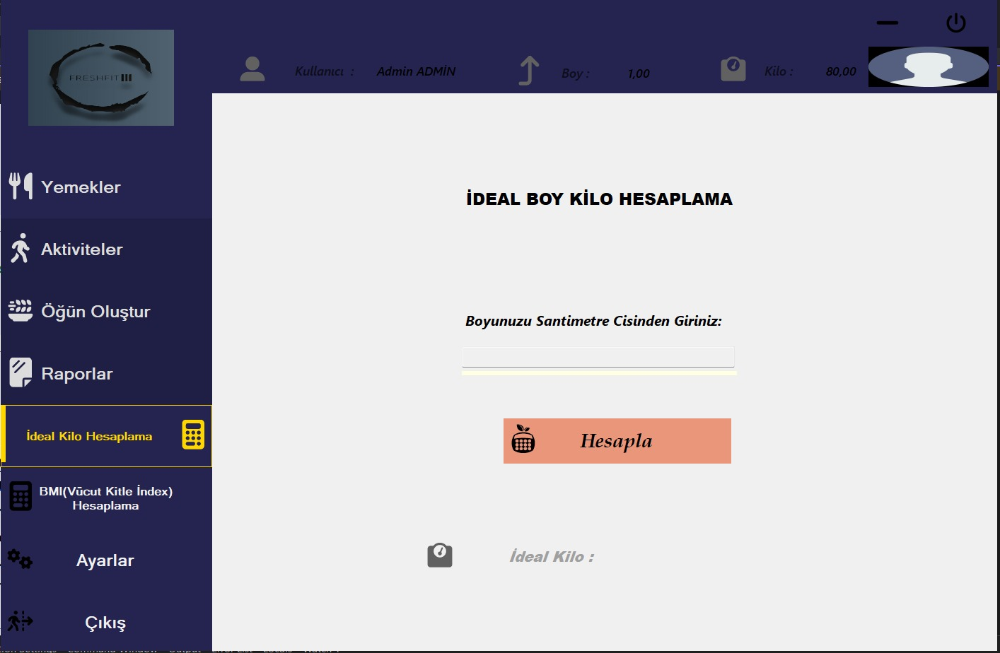 FRESHFIT
Kullanıcı :
Admin ADMİN
Boy :
1,00
Kilo :
80,00
Yemekler
Aktiviteler
Öğün Oluştur
Raporlar
İdeal Kilo Hesaplama
BMI(Vücut Kitle İndex)
Hesaplama
Ayarlar
Çıkış
İDEAL BOY KİLO HESAPLAMA
Boyunuzu Santimetre Cisinden Giriniz:
Hesapla
İdeal Kilo :